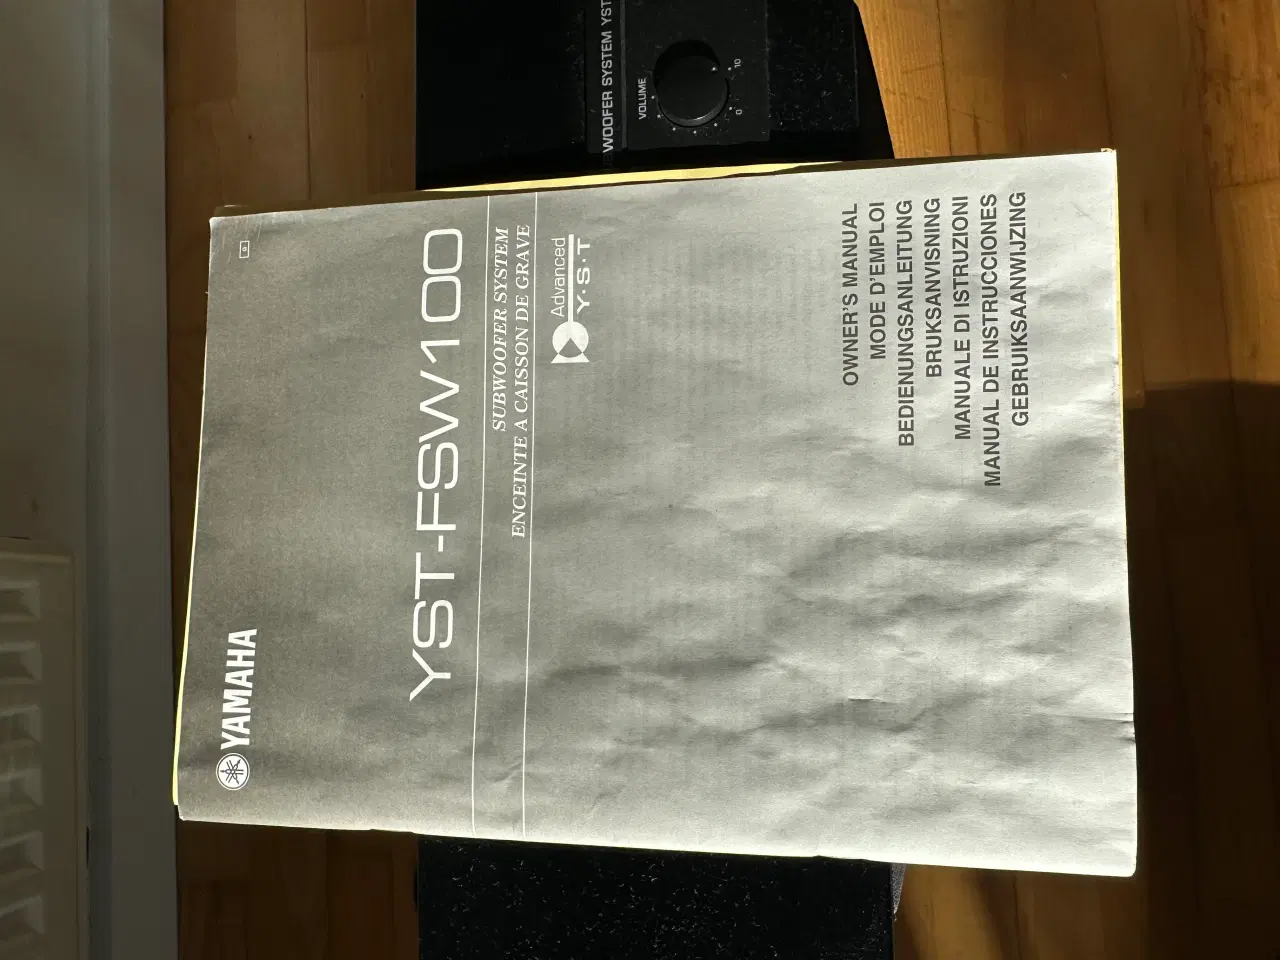 WOOFER SYSTEM YST
VOLUME
0
10
G
YAMAHA
YST-FSW100
SUBWOOFER SYSTEM
ENCEINTE A CAISSON DE GRAVE
Advanced
Y·S·T
OWNER'S MANUAL
MODE D'EMPLOI
BEDIENUNGSANLEITUNG
BRUKSANVISNING
MANUALE DI ISTRUZIONI
MANUAL DE INSTRUCCIONES
GEBRUIKSAANWIJZING